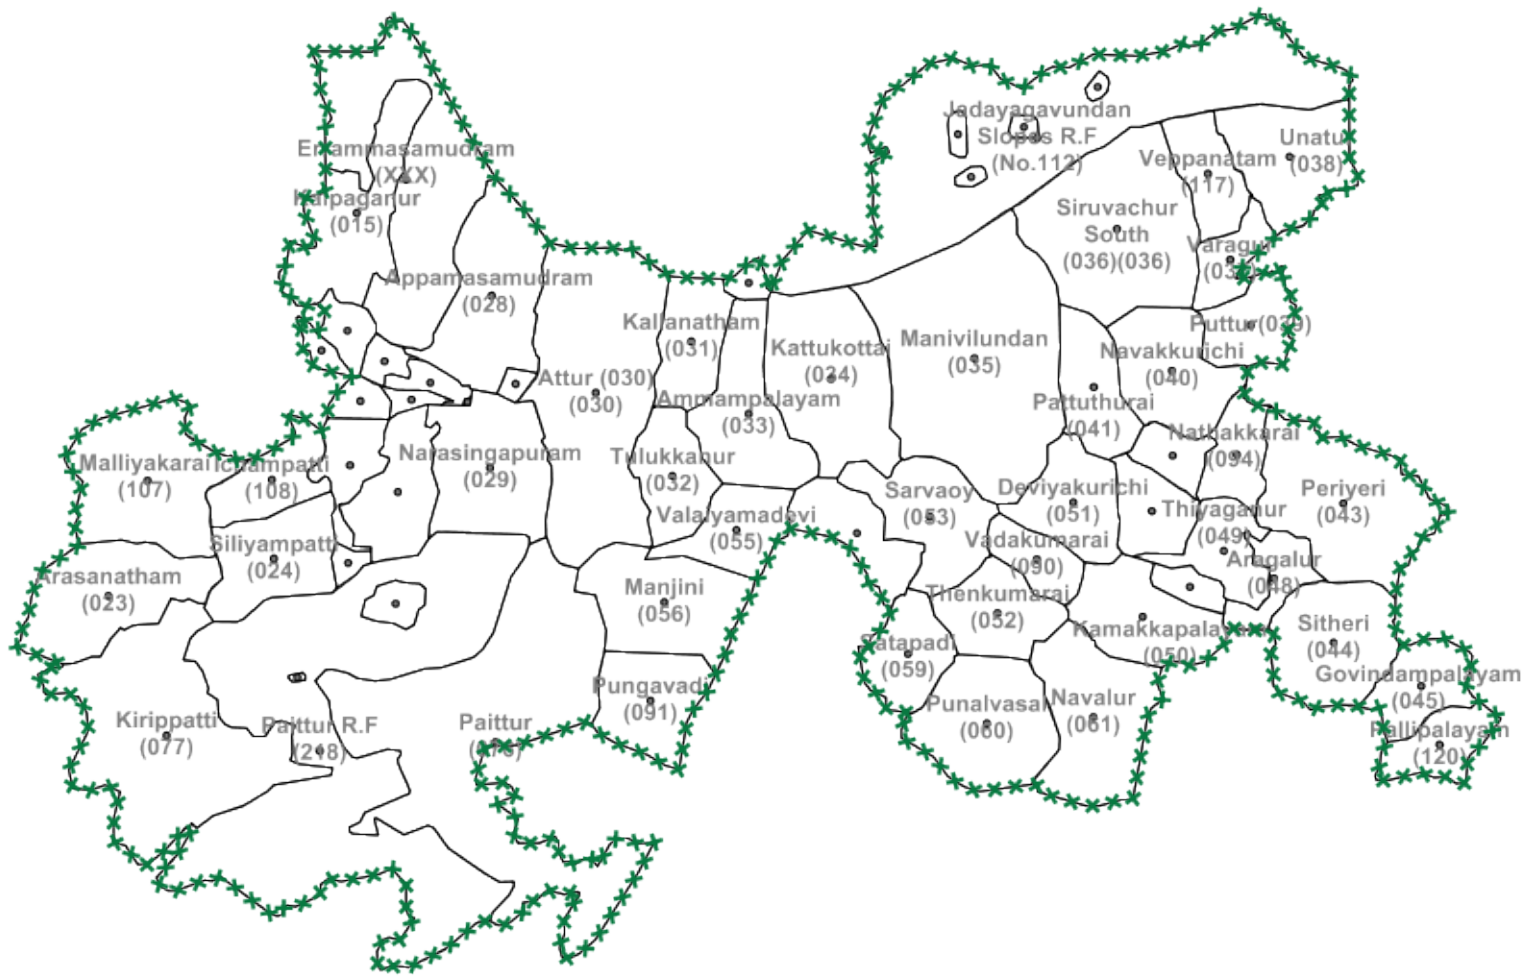 Jadayagavundan
Slopes R.F
(No.112)
Unatur
(038)
Veppanatam
(117)
(XXX)
Kalpaganur
(015)
Siruvachur
South
(036)(036)
Varagur
Appamasamudram
(028)
Kallanatham
(031)
Puttur(039)
Kattukottai
(034)
Manivilundan
(035)
Navakkurichi
(040)
Attur (030)
(030)
Ammampalayam
(033)
Pattuthurai
(041)
Nathakkarai
(094)
Malliyakarai
(107)
Ichampatti
(108)
Narasingapuram
(029)
Tulukkanur
(032)
Sarvaoy
(053)
Deviyakurichi
(051)
Periyeri
(043)
Thiyaganur
(049)
Valaiyamadevi
(055)
Vadakumarai
(090)
Aragalur
(048)
Siliyampatti
(024)
Arasanatham
(023)
Manjini
(056)
Thenkumarai
(052)
Kamakkapalayam
(050)
Sitheri
(044)
Satapadi
(059)
Govindampalayam
(045)
Pungavadi
(091)
Punalvasal
(060)
Navalur
(061)
Pallipalayam
(120)
Kirippatti
(077)
Paittur R.F
(218)
Paittur